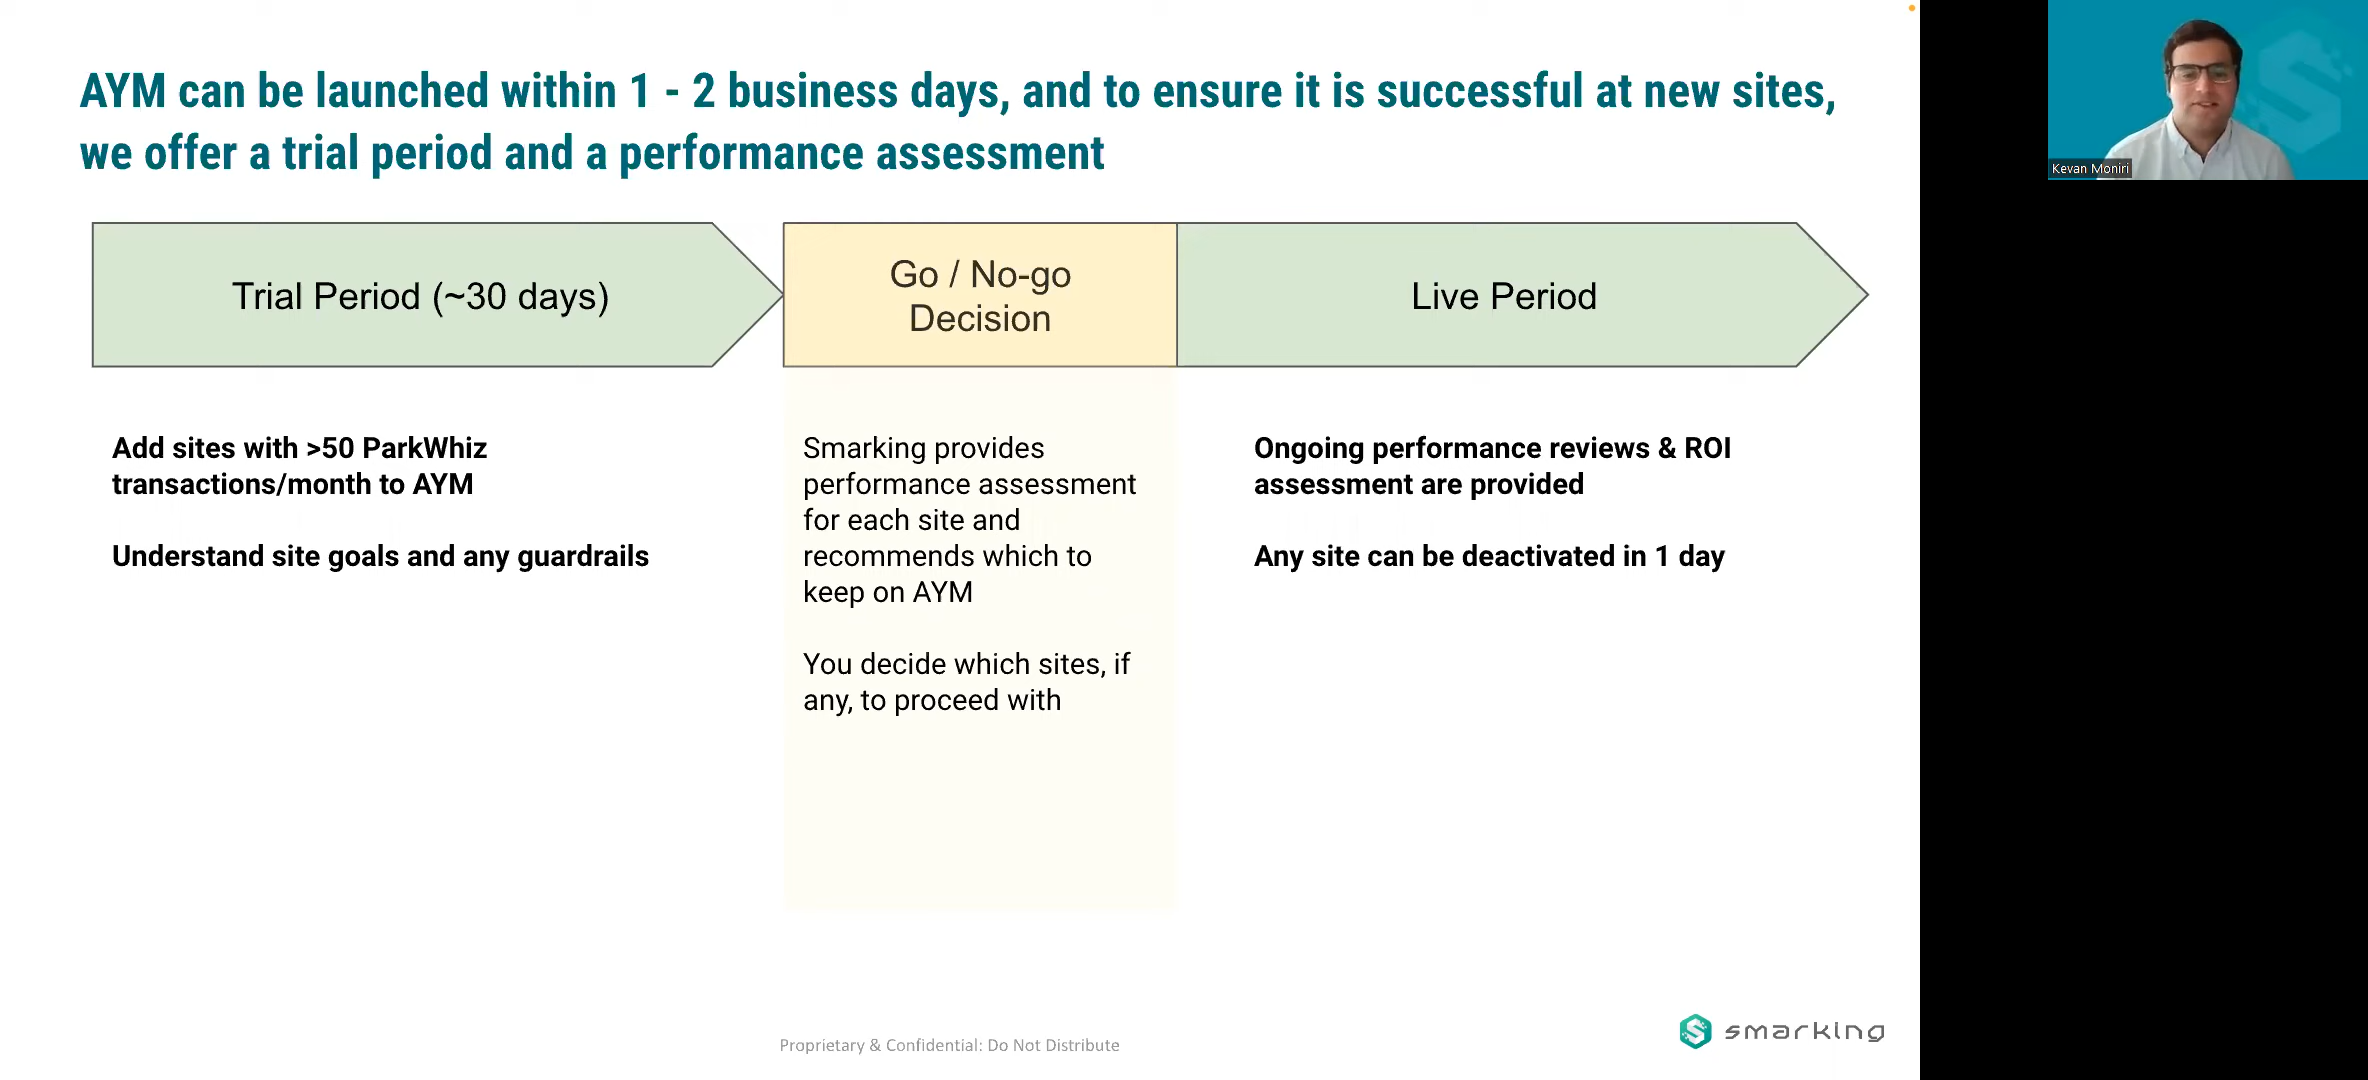 AYM can be launched within 1 - 2 business days, and to ensure it is successful at new sites,
we offer a trial period and a performance assessment
Kevan Moniri
Trial Period (~30 days)
Go / No-go
Decision
Live Period
Add sites with >50 ParkWhiz
transactions/month to AYM
Understand site goals and any guardrails
Smarking provides
performance assessment
for each site and
recommends which to
keep on AYM
You decide which sites, if
any, to proceed with
Ongoing performance reviews & ROI
assessment are provided
Any site can be deactivated in 1 day
Proprietary & Confidential: Do Not Distribute
smarking